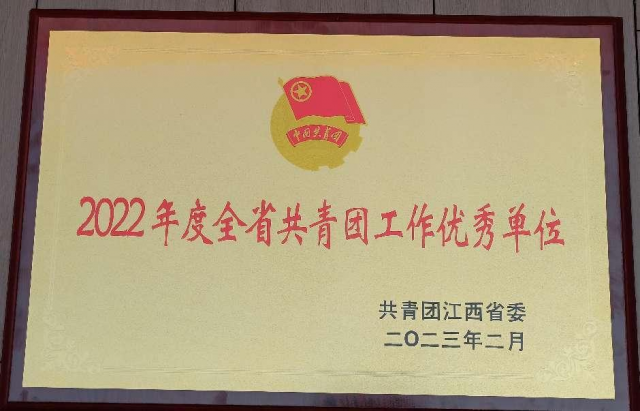 中国共青团
2022年度全省共青团工作优秀单位
共青团江西省委
二〇二三年二月